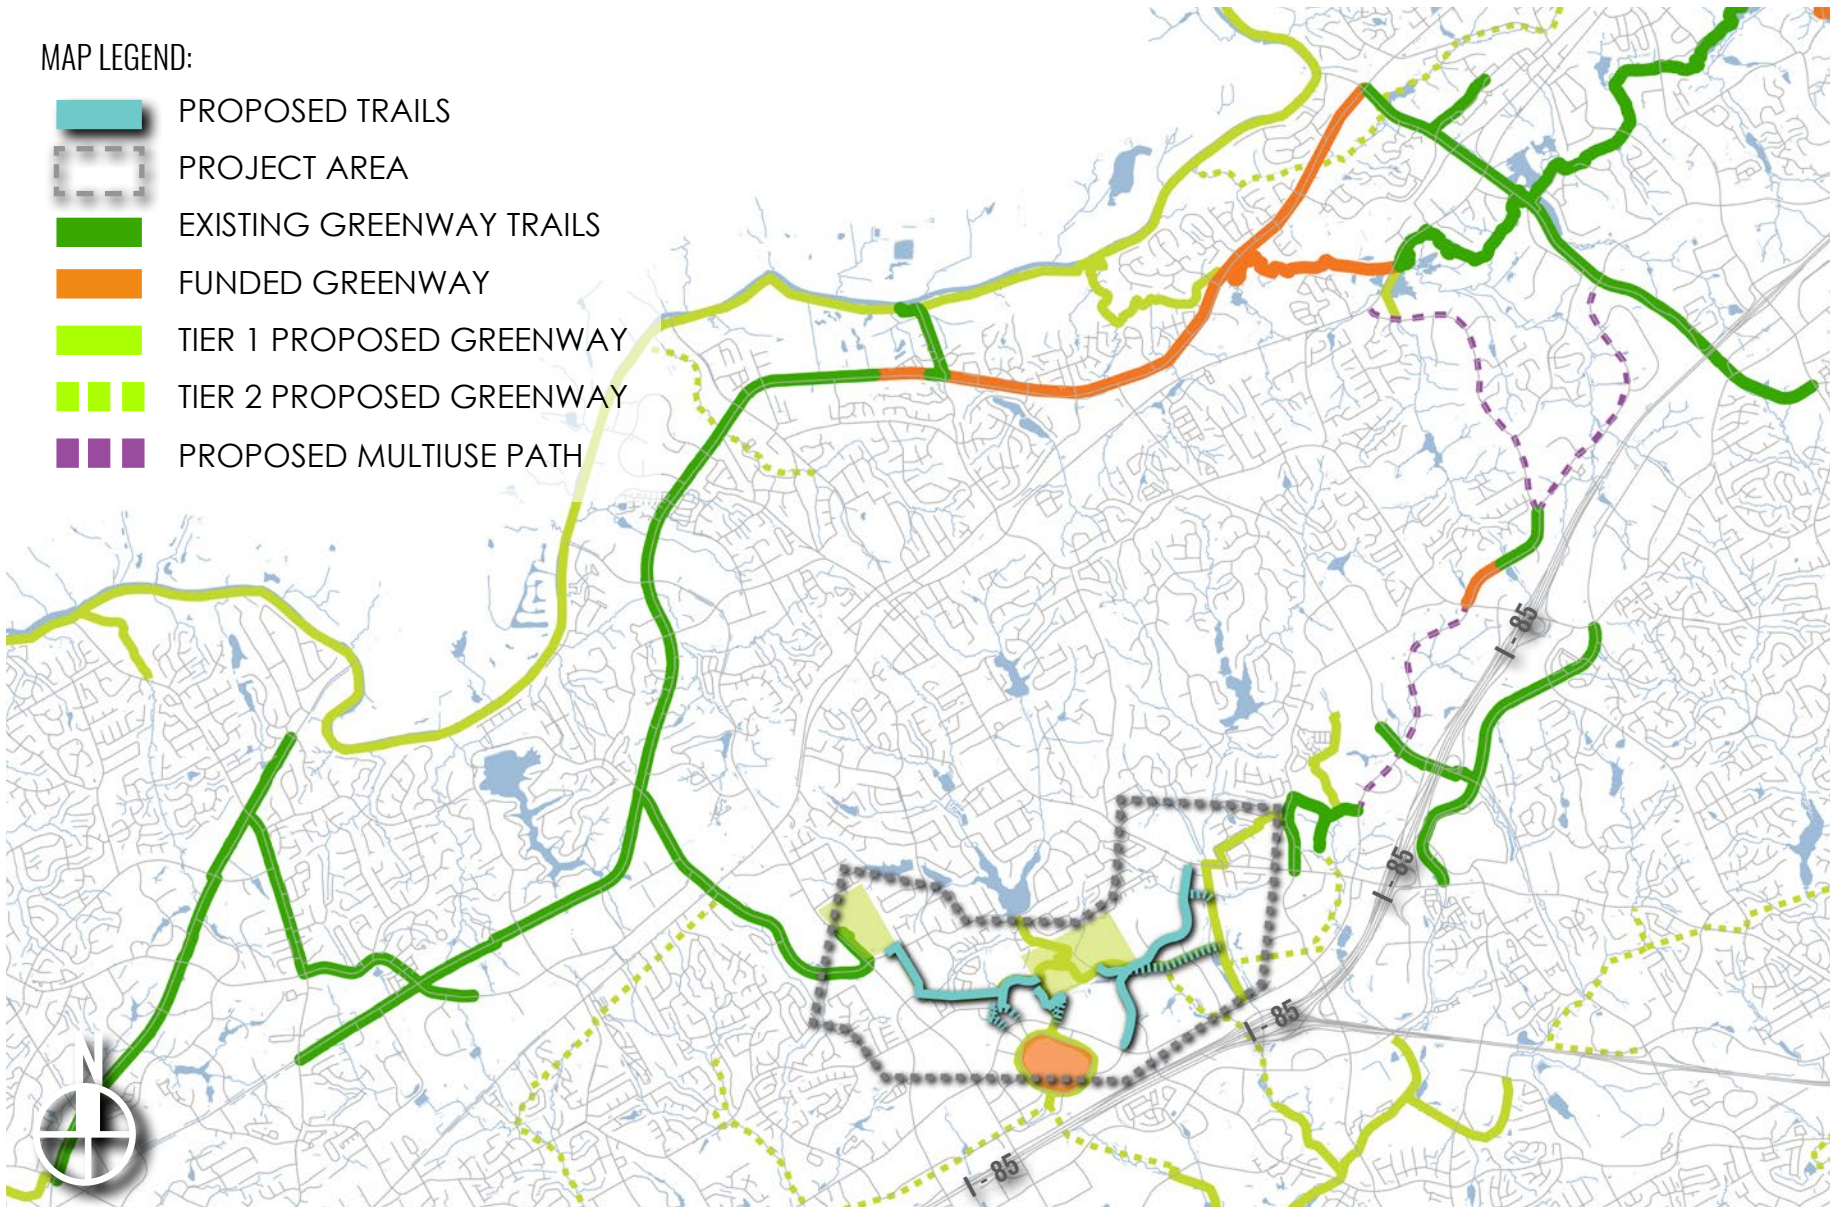 MAP LEGEND:
PROPOSED TRAILS
PROJECT AREA
EXISTING GREENWAY TRAILS
FUNDED GREENWAY
TIER 1 PROPOSED GREENWAY
TIER 2 PROPOSED GREENWAY
PROPOSED MULTIUSE PATH
I - 85
I - 85
I - 85
I - 85
N